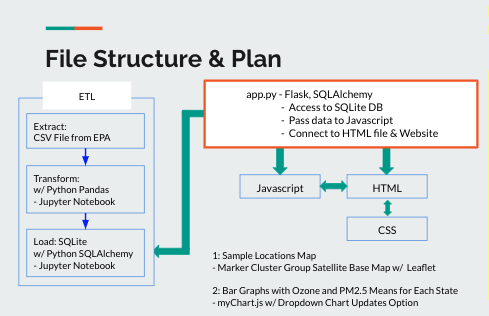 File Structure & Plan
ETL
Extract:
CSV File from EPA
Transform:
w/ Python Pandas
- Jupyter Notebook
Load: SQLite
w/ Python SQLAlchemy
- Jupyter Notebook
app.py - Flask, SQLAlchemy
- Access to SQLite DB
- Pass data to Javascript
- Connect to HTML file & Website
Javascript
HTML
CSS
1: Sample Locations Map
- Marker Cluster Group Satellite Base Map w/ Leaflet
2: Bar Graphs with Ozone and PM2.5 Means for Each State
- myChart.js w/ Dropdown Chart Updates Option